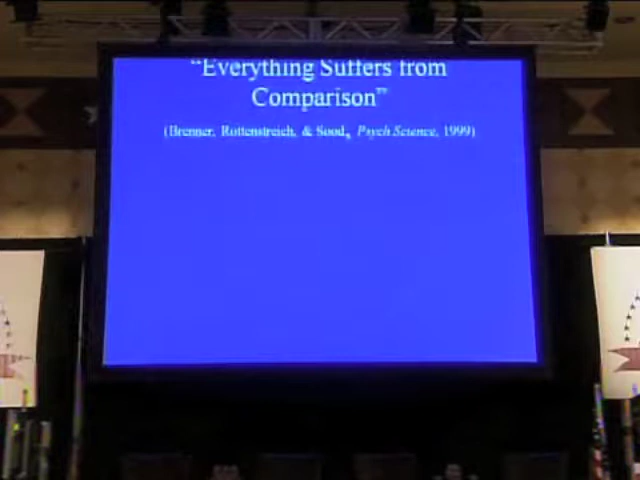 "Everything Suffers from
Comparison"
(Brenner, Rottenstreich, & Sood, Psych Science, 1999)